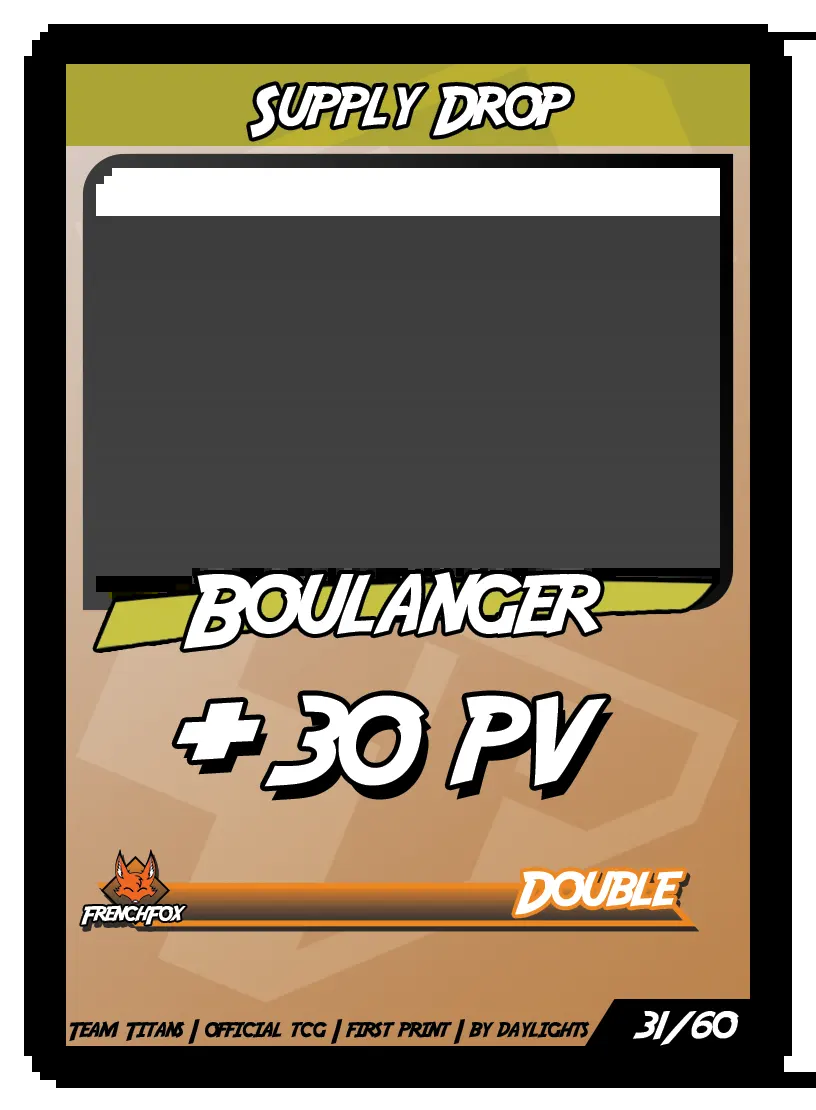 Supply Drop
Boulanger
+ 30 PV
Double
FrenchFox
Team Titans | official tcg | first print | by daylights
31/60